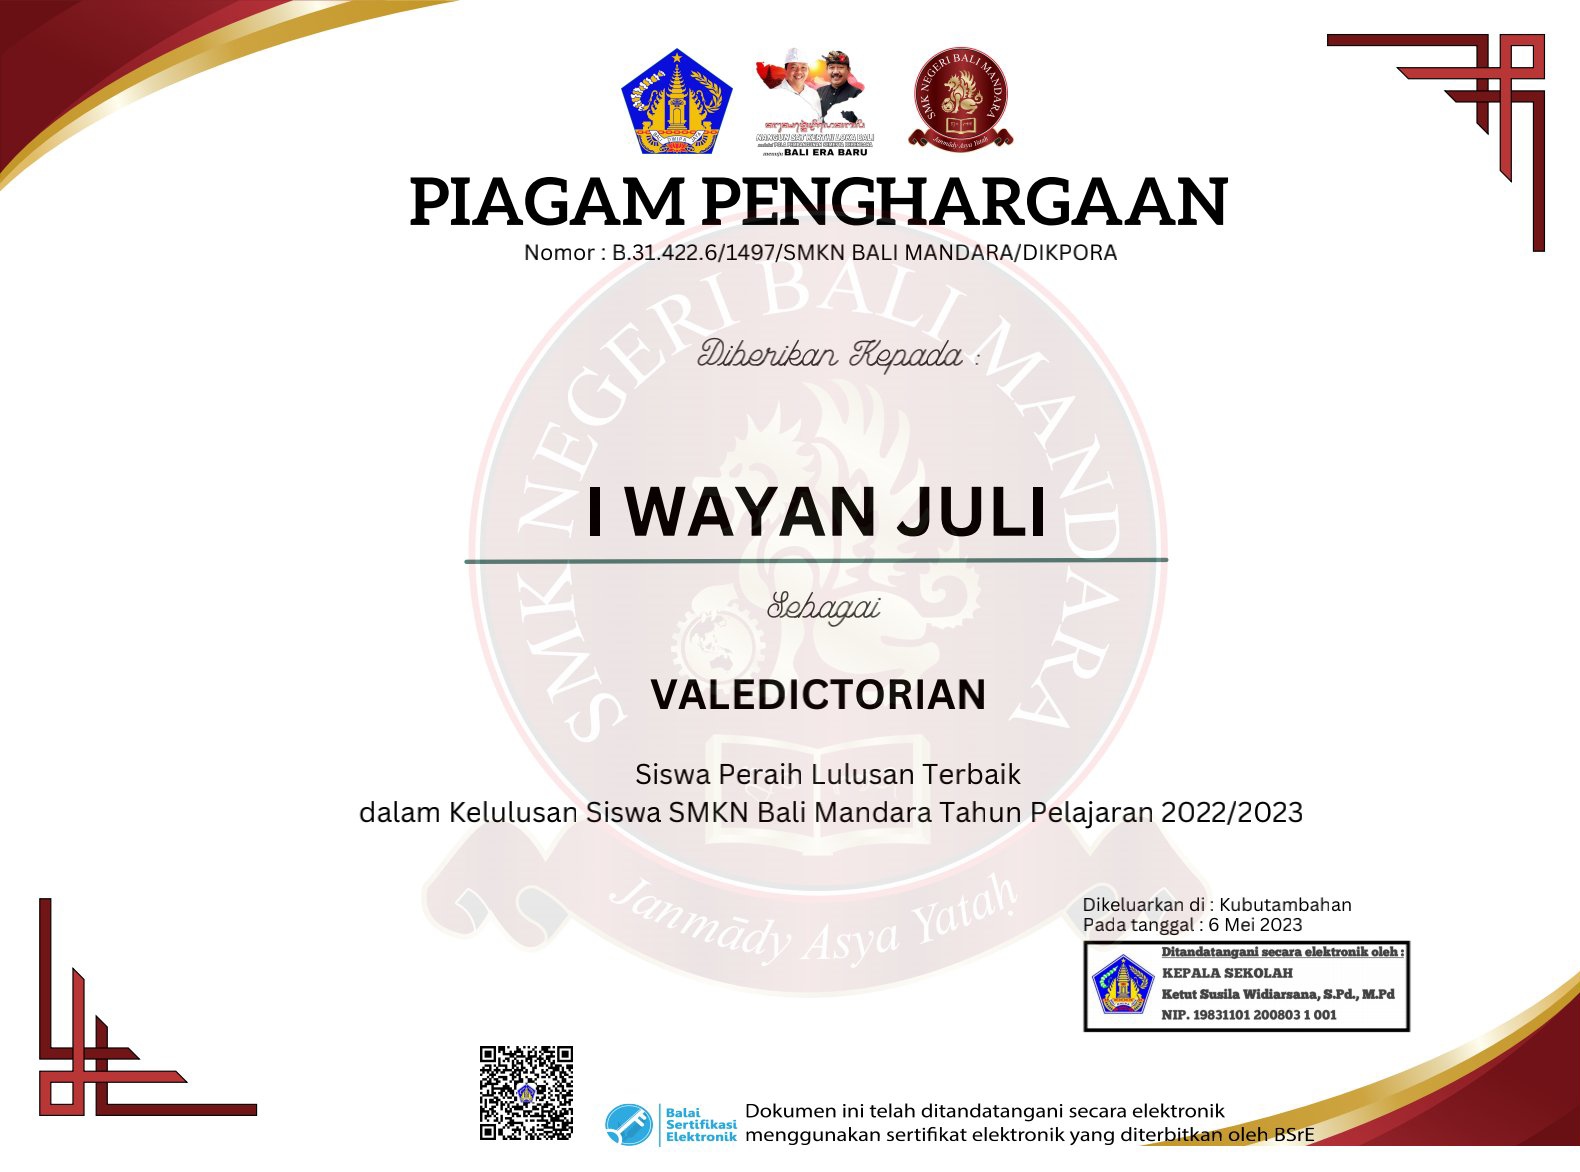 SMK NEGERI BALI MANDARA
Janmādy Asya Yataḥ
NANGUN SAT KERTHI LOKA BALI
menuju BALI ERA BARU
PIAGAM PENGHARGAAN
Nomor : B.31.422.6/1497/SMKN BALI MANDARA/DIKPORA
Diberikan Kepada :
I WAYAN JULI
Sebagai
VALEDICTORIAN
Siswa Peraih Lulusan Terbaik
dalam Kelulusan Siswa SMKN Bali Mandara Tahun Pelajaran 2022/2023
SMK NEGERI BALI MANDARA
Janmādy Asya Yataḥ
Dikeluarkan di : Kubutambahan
Pada tanggal : 6 Mei 2023
Ditandatangani secara elektronik oleh :
KEPALA SEKOLAH
Ketut Susila Widiarsana, S.Pd., M.Pd
NIP. 19831101 200803 1 001
Balai
Sertifikasi
Elektronik
Dokumen ini telah ditandatangani secara elektronik
menggunakan sertifikat elektronik yang diterbitkan oleh BSrE